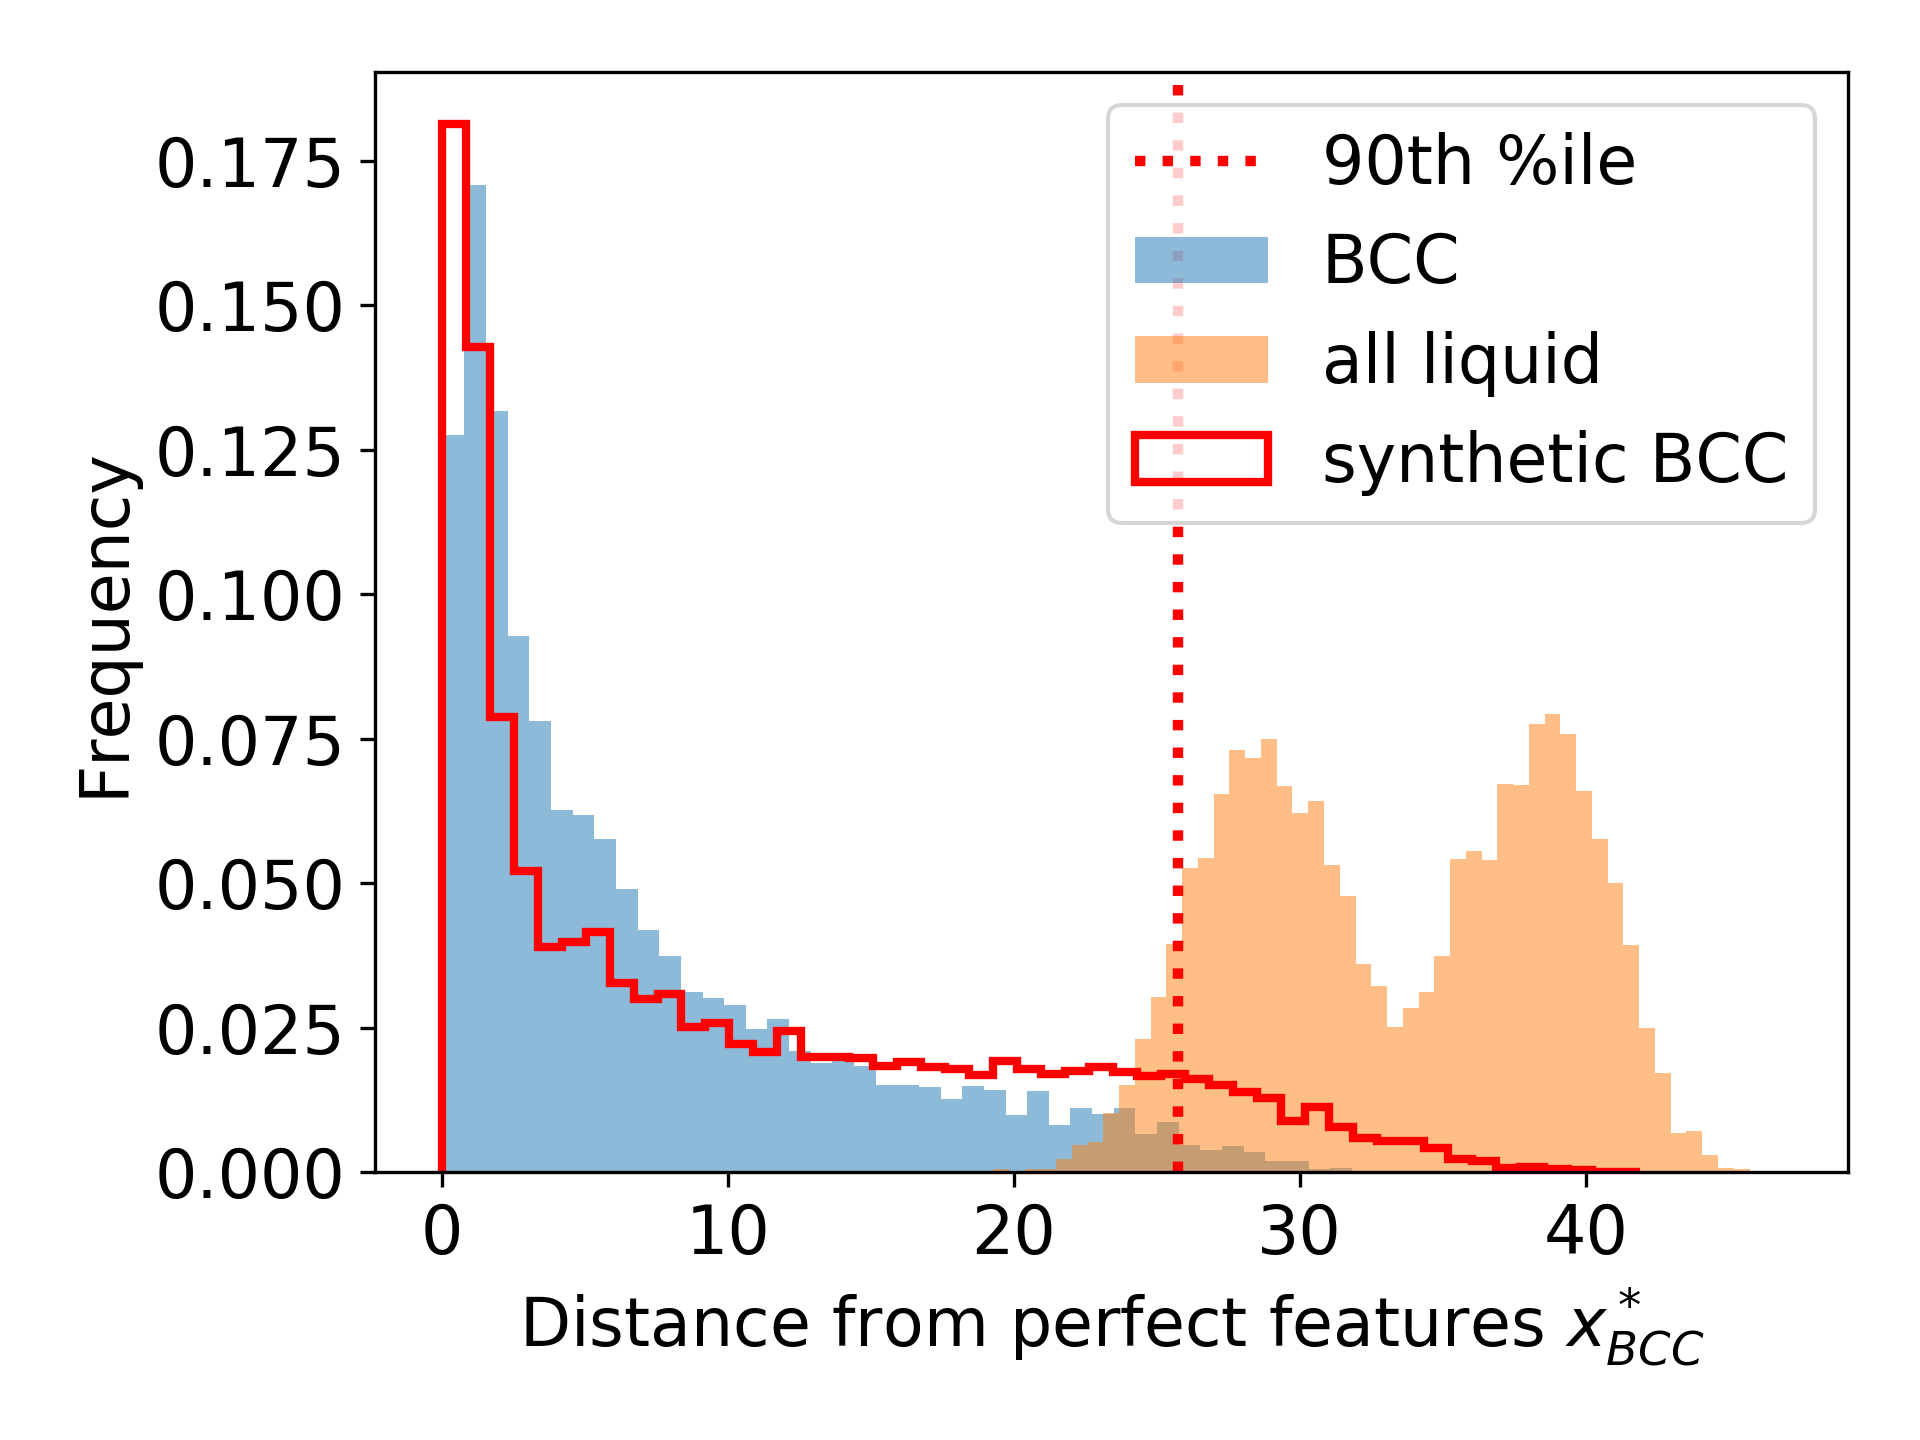 90th %ile
BCC
all liquid
synthetic BCC
Frequency
0.175
0.150
0.125
0.100
0.075
0.050
0.025
0.000
0 10 20 30 40
Distance from perfect features x*BCC